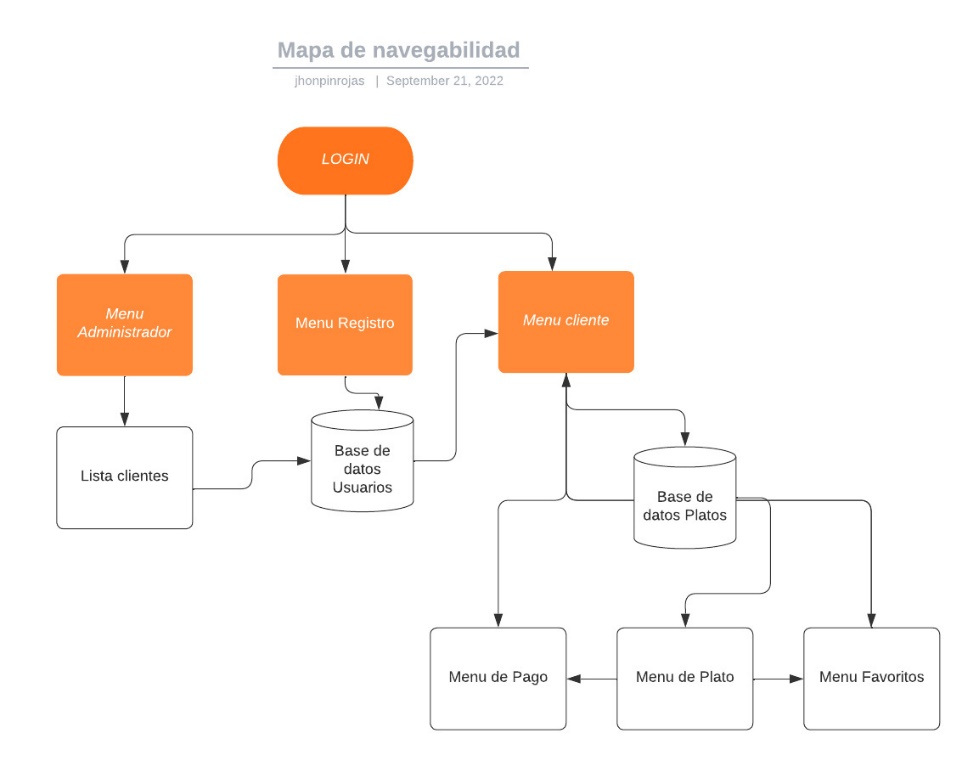 Mapa de navegabilidad
jhonpinrojas | September 21, 2022
LOGIN
Menu
Administrador
Menu Registro
Menu cliente
Lista clientes
Base de
datos
Usuarios
Base de
datos Platos
Menu de Pago
Menu de Plato
Menu Favoritos